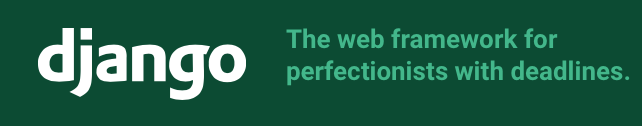 django
The web framework for
perfectionists with deadlines.